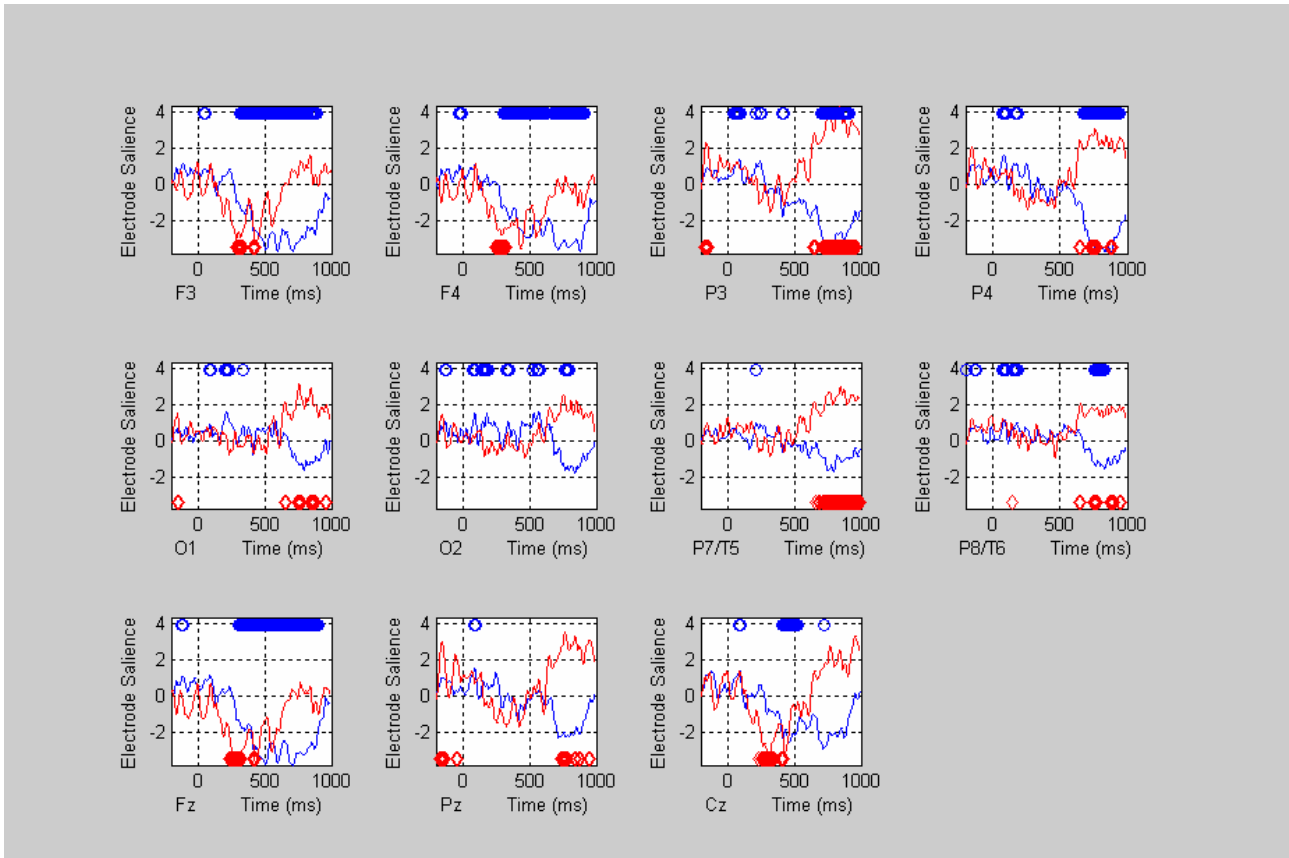 Electrode Salience
4
2
0
-2
0 500 1000
F3 Time (ms)
Electrode Salience
4
2
0
-2
0 500 1000
F4 Time (ms)
Electrode Salience
4
2
0
-2
0 500 1000
P3 Time (ms)
Electrode Salience
4
2
0
-2
0 500 1000
P4 Time (ms)
Electrode Salience
4
2
0
-2
0 500 1000
O1 Time (ms)
Electrode Salience
4
2
0
-2
0 500 1000
O2 Time (ms)
Electrode Salience
4
2
0
-2
0 500 1000
P7/T5 Time (ms)
Electrode Salience
4
2
0
-2
0 500 1000
P8/T6 Time (ms)
Electrode Salience
4
2
0
-2
0 500 1000
Fz Time (ms)
Electrode Salience
4
2
0
-2
0 500 1000
Pz Time (ms)
Electrode Salience
4
2
0
-2
0 500 1000
Cz Time (ms)